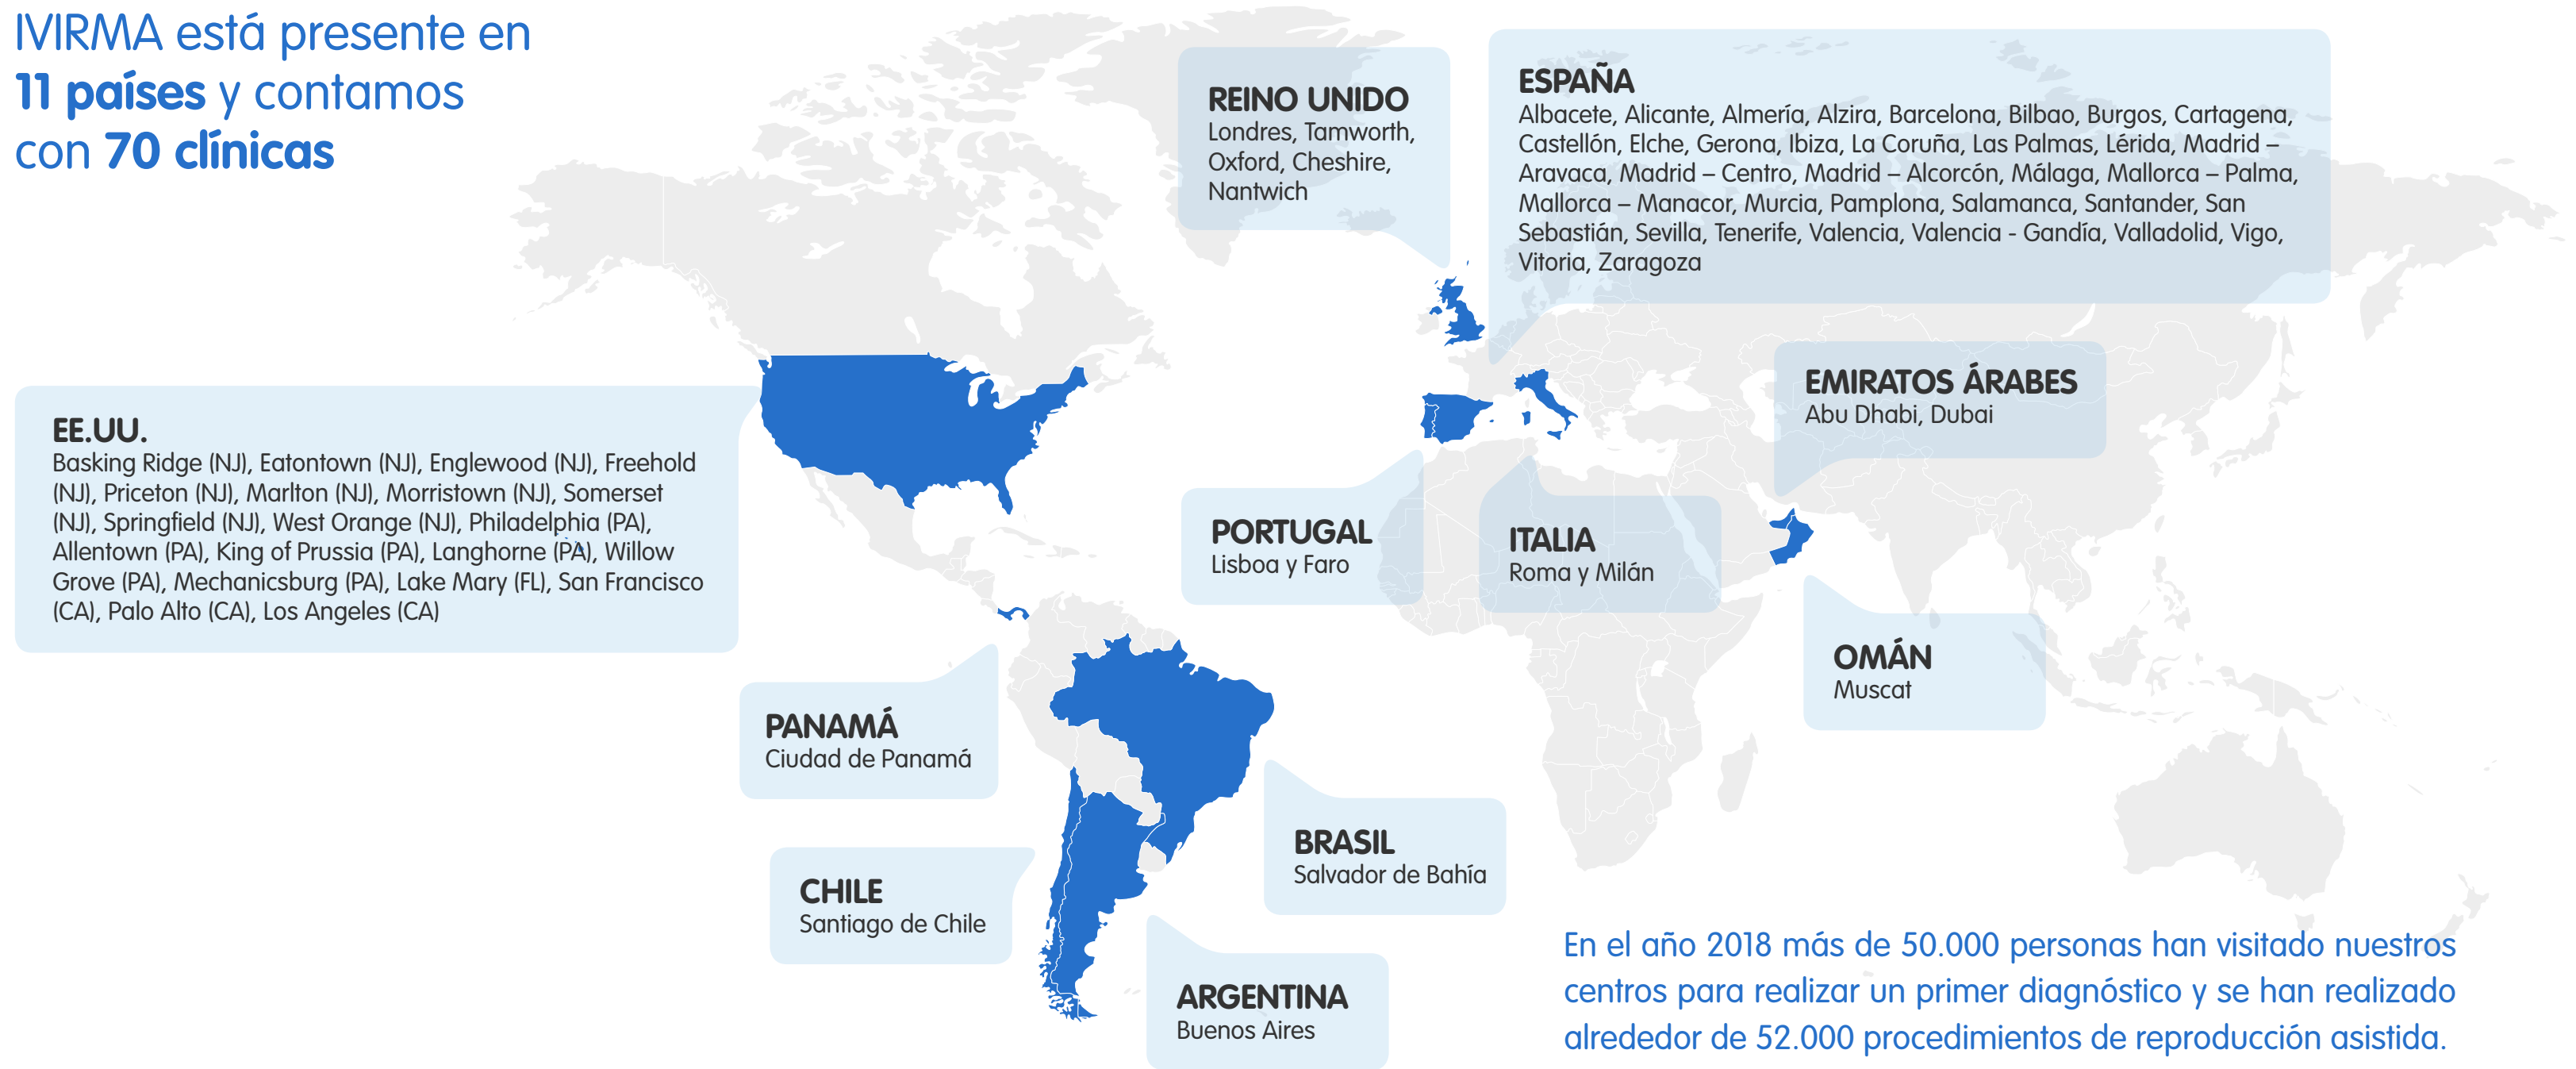 IVIRMA está presente en
11 países y contamos
con 70 clínicas
REINO UNIDO
Londres, Tamworth,
Oxford, Cheshire,
Nantwich
ESPAÑA
Albacete, Alicante, Almería, Alzira, Barcelona, Bilbao, Burgos, Cartagena,
Castellón, Elche, Gerona, Ibiza, La Coruña, Las Palmas, Lérida, Madrid –
Aravaca, Madrid – Centro, Madrid – Alcorcón, Málaga, Mallorca – Palma,
Mallorca – Manacor, Murcia, Pamplona, Salamanca, Santander, San
Sebastián, Sevilla, Tenerife, Valencia, Valencia - Gandía, Valladolid, Vigo,
Vitoria, Zaragoza
EMIRATOS ÁRABES
Abu Dhabi, Dubai
EE.UU.
Basking Ridge (NJ), Eatontown (NJ), Englewood (NJ), Freehold
(NJ), Priceton (NJ), Marlton (NJ), Morristown (NJ), Somerset
(NJ), Springfield (NJ), West Orange (NJ), Philadelphia (PA),
Allentown (PA), King of Prussia (PA), Langhorne (PA), Willow
Grove (PA), Mechanicsburg (PA), Lake Mary (FL), San Francisco
(CA), Palo Alto (CA), Los Angeles (CA)
PORTUGAL
Lisboa y Faro
ITALIA
Roma y Milán
OMÁN
Muscat
PANAMÁ
Ciudad de Panamá
BRASIL
Salvador de Bahía
CHILE
Santiago de Chile
ARGENTINA
Buenos Aires
En el año 2018 más de 50.000 personas han visitado nuestros
centros para realizar un primer diagnóstico y se han realizado
alrededor de 52.000 procedimientos de reproducción asistida.